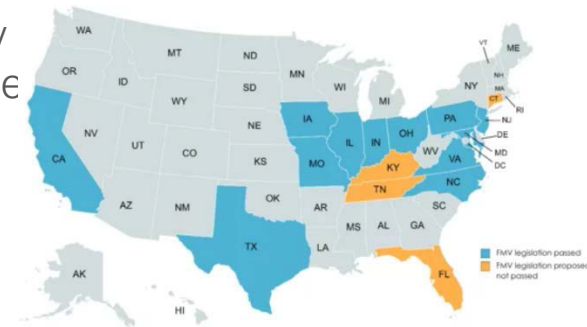 WA
MT
ND
MN
VT
ME
OR
ID
SD
WI
NH
NY
MA
WY
MI
CT
RI
IA
NE
PA
NJ
NV
IL
IN
OH
DE
UT
CO
MD
CA
WV
VA
DC
KS
MO
KY
NC
TN
OK
AZ
NM
AR
SC
MS
AL
GA
TX
LA
FMV legislation passed
FMV legislation proposed
not passed
AK
FL
HI